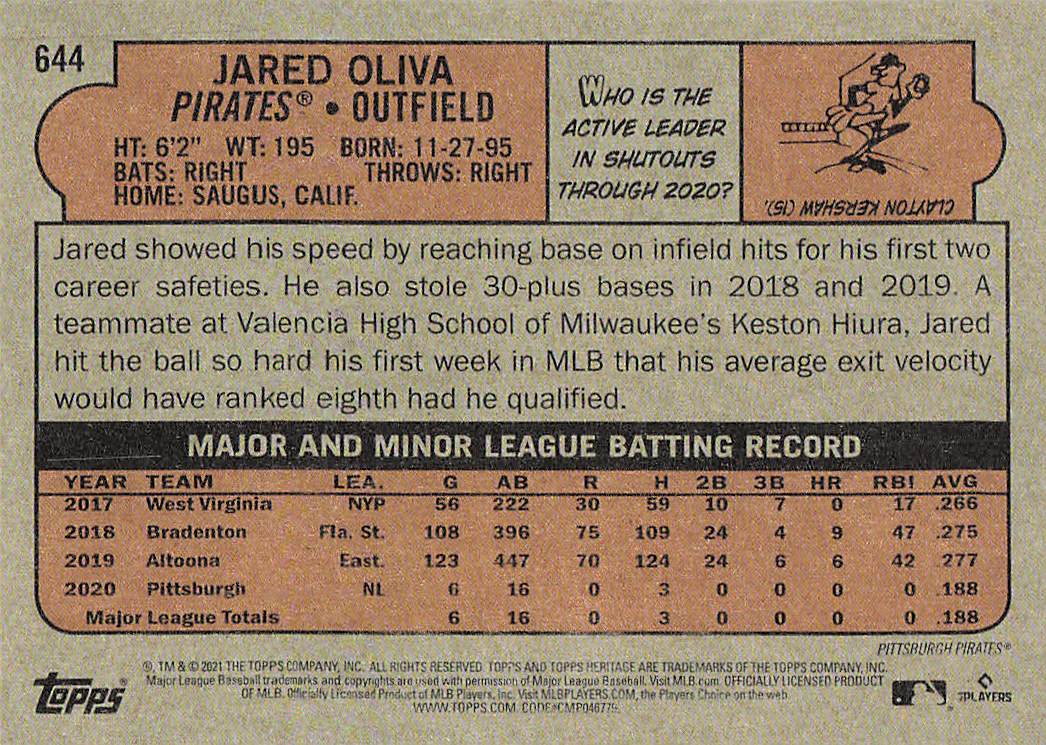 644
JARED OLIVA
PIRATES® • OUTFIELD
HT: 6'2" WT: 195 BORN: 11-27-95
BATS: RIGHT THROWS: RIGHT
HOME: SAUGUS, CALIF.
WHO IS THE
ACTIVE LEADER
IN SHUTOUTS
THROUGH 2020?
CLAYTON KERSHAW (15).
Jared showed his speed by reaching base on infield hits for his first two
career safeties. He also stole 30-plus bases in 2018 and 2019. A
teammate at Valencia High School of Milwaukee's Keston Hiura, Jared
hit the ball so hard his first week in MLB that his average exit velocity
would have ranked eighth had he qualified.
MAJOR AND MINOR LEAGUE BATTING RECORD
YEAR TEAM LEA. G AB R H 2B 3B HR RBI AVG
2017 West Virginia NYP 56 222 30 59 10 7 0 17 .266
2018 Bradenton Fla. St. 108 396 75 109 24 4 9 47 .275
2019 Altoona East. 123 447 70 124 24 6 6 42 .277
2020 Pittsburgh NL 6 16 0 3 0 0 0 0 .188
Major League Totals 6 16 0 3 0 0 0 0 .188
PITTSBURGH PIRATES®
®, TM & © 2021 THE TOPPS COMPANY, INC. ALL RIGHTS RESERVED TOPPS AND TOPPS HERITAGE ARE TRADEMARKS OF THE TOPPS COMPANY, INC.
Major League Baseball trademarks and copyrights are used with permission of Major League Baseball. Visit MLB.com. OFFICIALLY LICENSED PRODUCT
OF MLB. Officially Licensed Product of MLB Players, Inc. Visit MLBPLAYERS.COM, the Players Choice on the web.
WWW.TOPPS.COM. CODE#CMP046775.
Topps®
PLAYERS